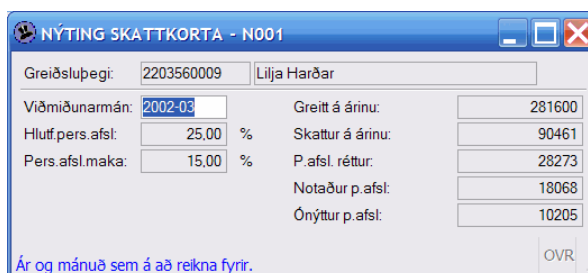 NÝTING SKATTKORTA - N001
Greiðsluþegi: 2203560009 Lilja Harðar
Viðmiðunarmán: 2002-03 Greitt á árinu: 281600
Hlutf.pers.afsl: 25,00 % Skattur á árinu: 90461
Pers.afsl.maka: 15,00 % P.afsl. réttur: 28273
Notaður p.afsl: 18068
Ónýttur p.afsl: 10205
Ár og mánuð sem á að reikna fyrir. OVR